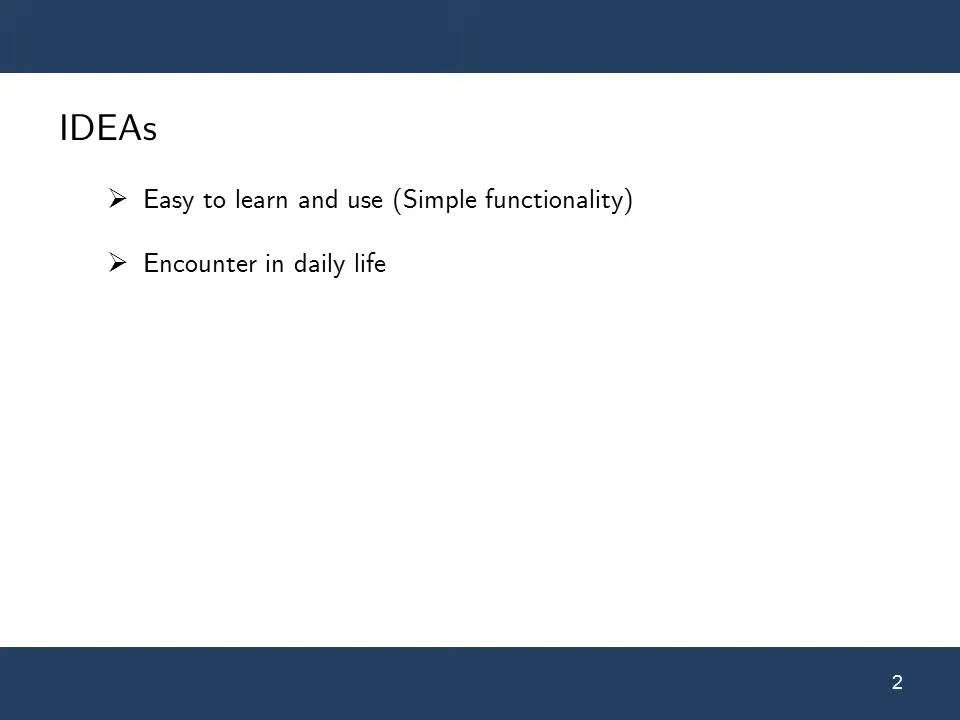 IDEAs
➢ Easy to learn and use (Simple functionality)
➢ Encounter in daily life
2